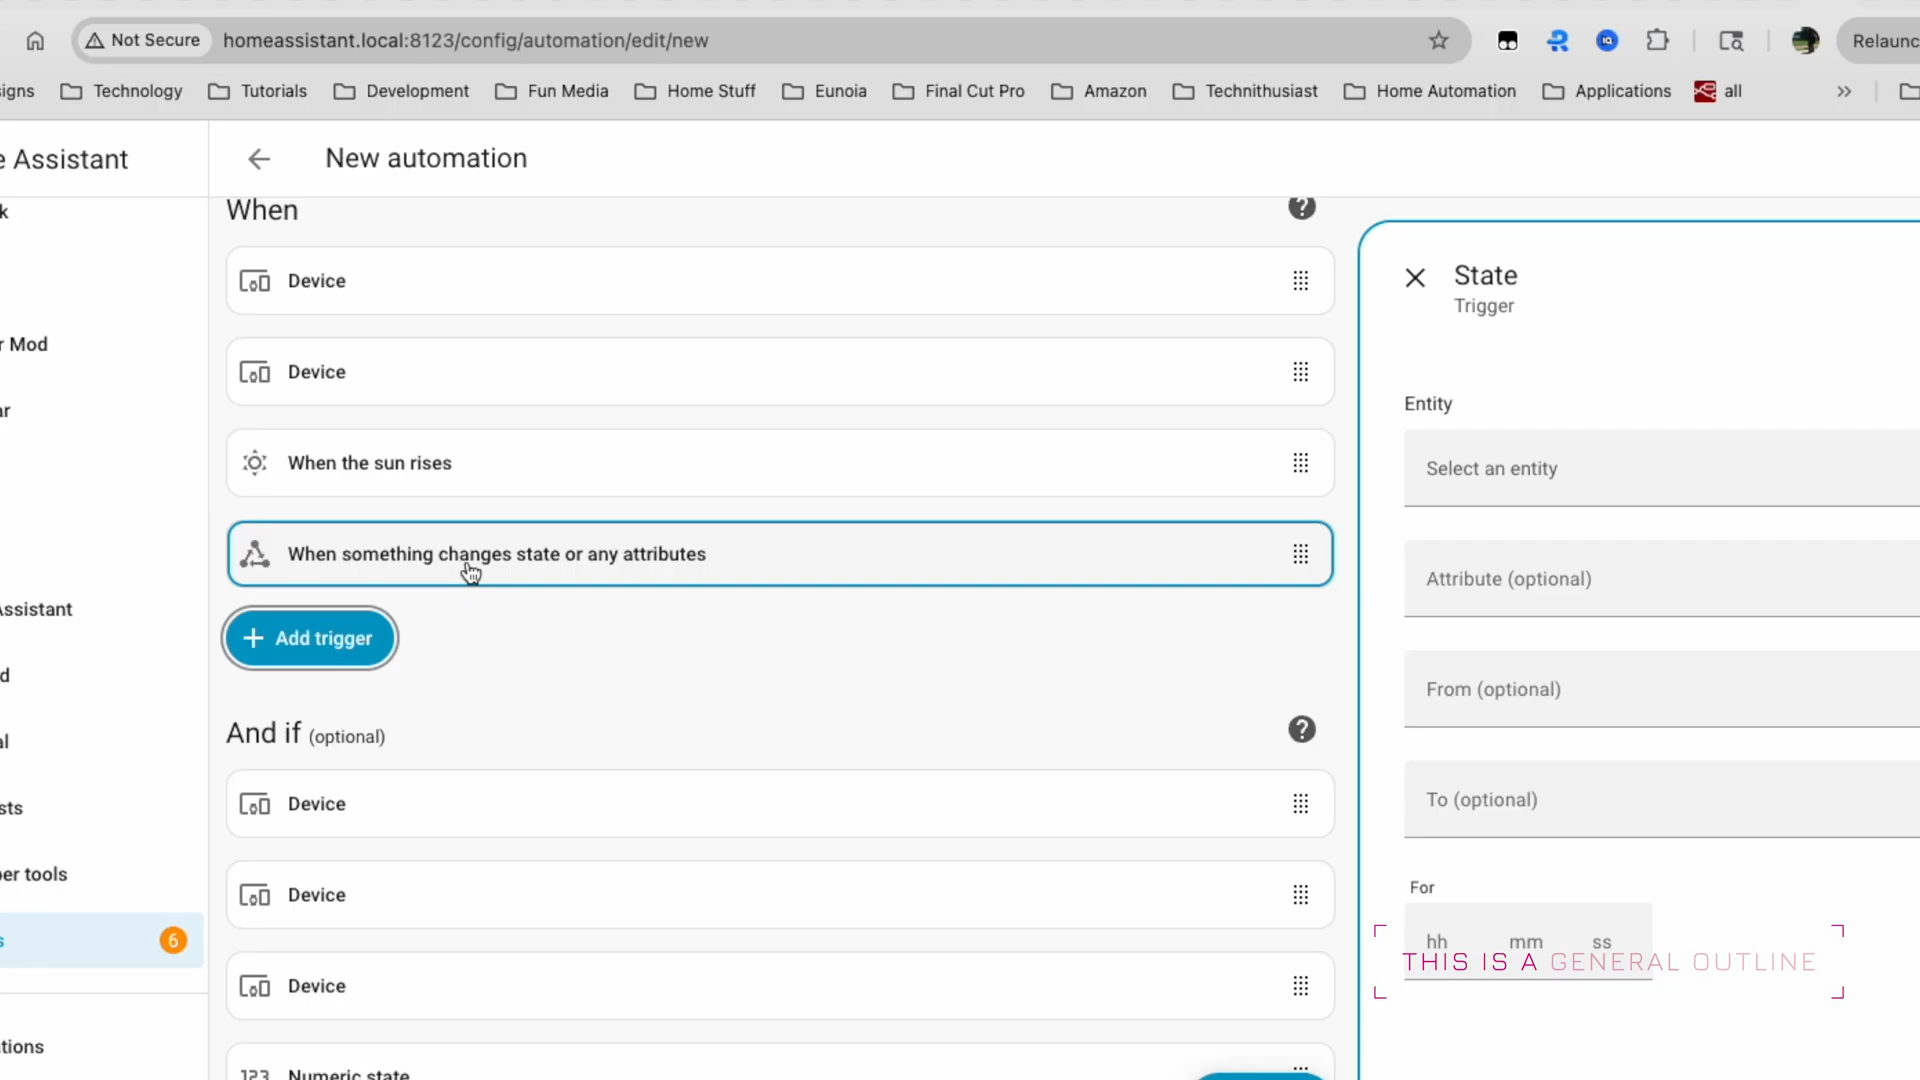 Not Secure
homeassistant.local:8123/config/automation/edit/new
Relaunc
igns
Technology
Tutorials
Development
Fun Media
Home Stuff
Eunoia
Final Cut Pro
Amazon
Technithusiast
Home Automation
Applications
all
e Assistant
New automation
k
r Mod
ar
Assistant
d
al
sts
per tools
s
6
tions
When
Device
Device
When the sun rises
When something changes state or any attributes
Add trigger
And if (optional)
Device
Device
Device
123 Numeric state
State
Trigger
Entity
Select an entity
Attribute (optional)
From (optional)
To (optional)
For
hh mm ss
THIS IS A GENERAL OUTLINE